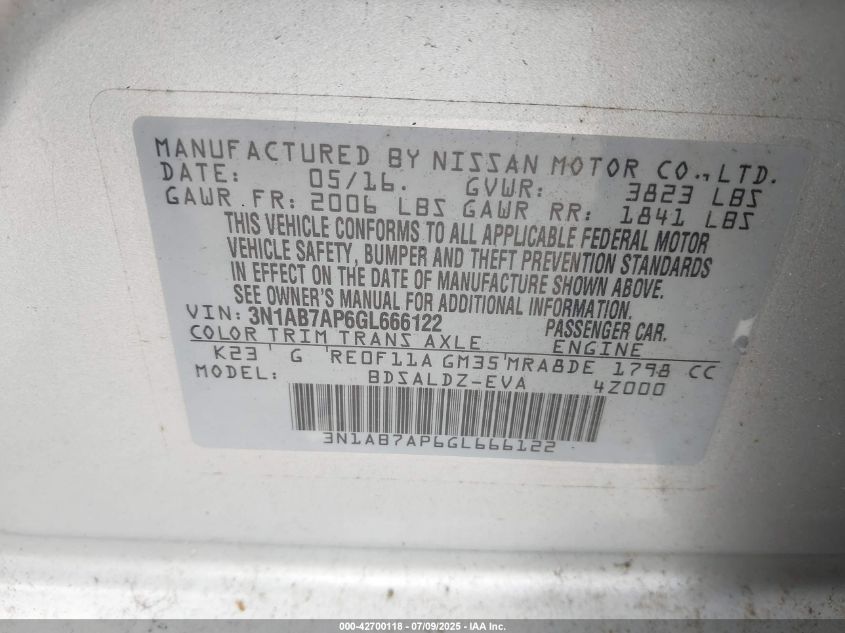 MANUFACTURED BY NISSAN MOTOR CO., LTD.
DATE: 05/16. GVWR: 3823 LBS
GAWR FR: 2006 LBS GAWR RR: 1841 LBS
THIS VEHICLE CONFORMS TO ALL APPLICABLE FEDERAL MOTOR
VEHICLE SAFETY, BUMPER AND THEFT PREVENTION STANDARDS
IN EFFECT ON THE DATE OF MANUFACTURE SHOWN ABOVE.
SEE OWNER'S MANUAL FOR ADDITIONAL INFORMATION.
VIN: 3N1AB7AP6GL666122 PASSENGER CAR.
COLOR TRIM TRANS AXLE ENGINE
K23 G RE0F11A GM35 MRA8DE 1798 CC
MODEL: BDSALDZ-EVA 4Z000
3N1AB7AP6GL666122
000-42700118 - 07/09/2025 - IAA Inc.